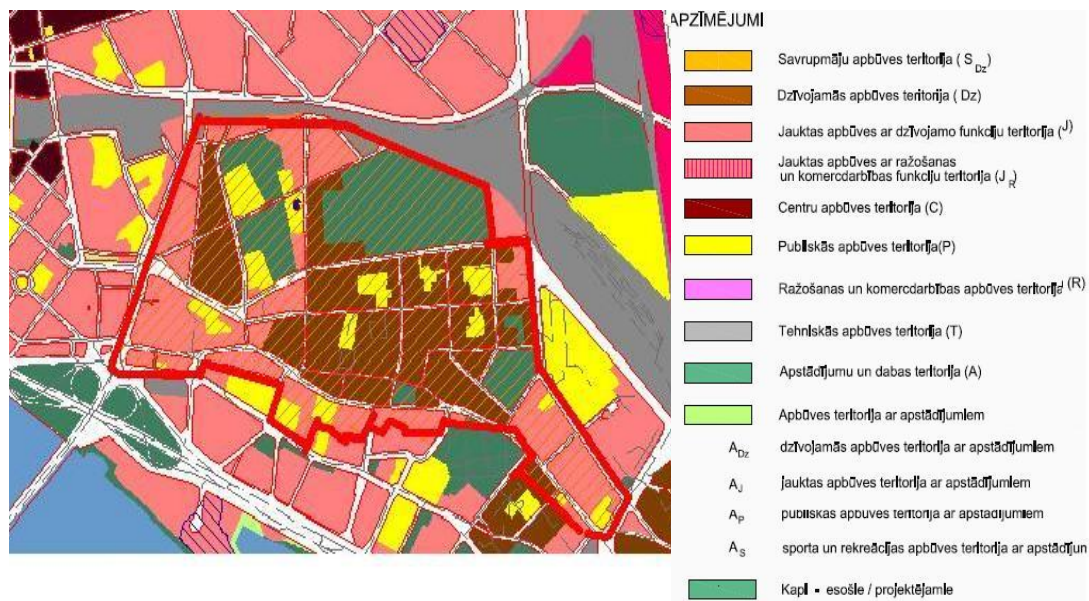 APZĪMĒJUMI
Savrupmāju apbūves teritorija ( S Dz)
Dzīvojamās apbūves teritorija ( Dz)
Jauktas apbūves ar dzīvojamo funkciju teritorija (J)
Jauktas apbūves ar ražošanas
un komercdarbības funkciju teritorija (J R)
Centru apbūves teritorija (C)
Publiskās apbūves teritorija(P)
Ražošanas un komercdarbības apbūves teritorija (R)
Tehniskās apbūves teritorija (T)
Apstādījumu un dabas teritorija (A)
Apbūves teritorija ar apstādījumiem
A Dz dzīvojamās apbūves teritorija ar apstādījumiem
A J jauktas apbūves teritorija ar apstādījumiem
A P publiskas apbuves teritorija ar apstadijumiem
A S sporta un rekreācijas apbūves teritorija ar apstādījun
Kapi - esošie / projektējamie